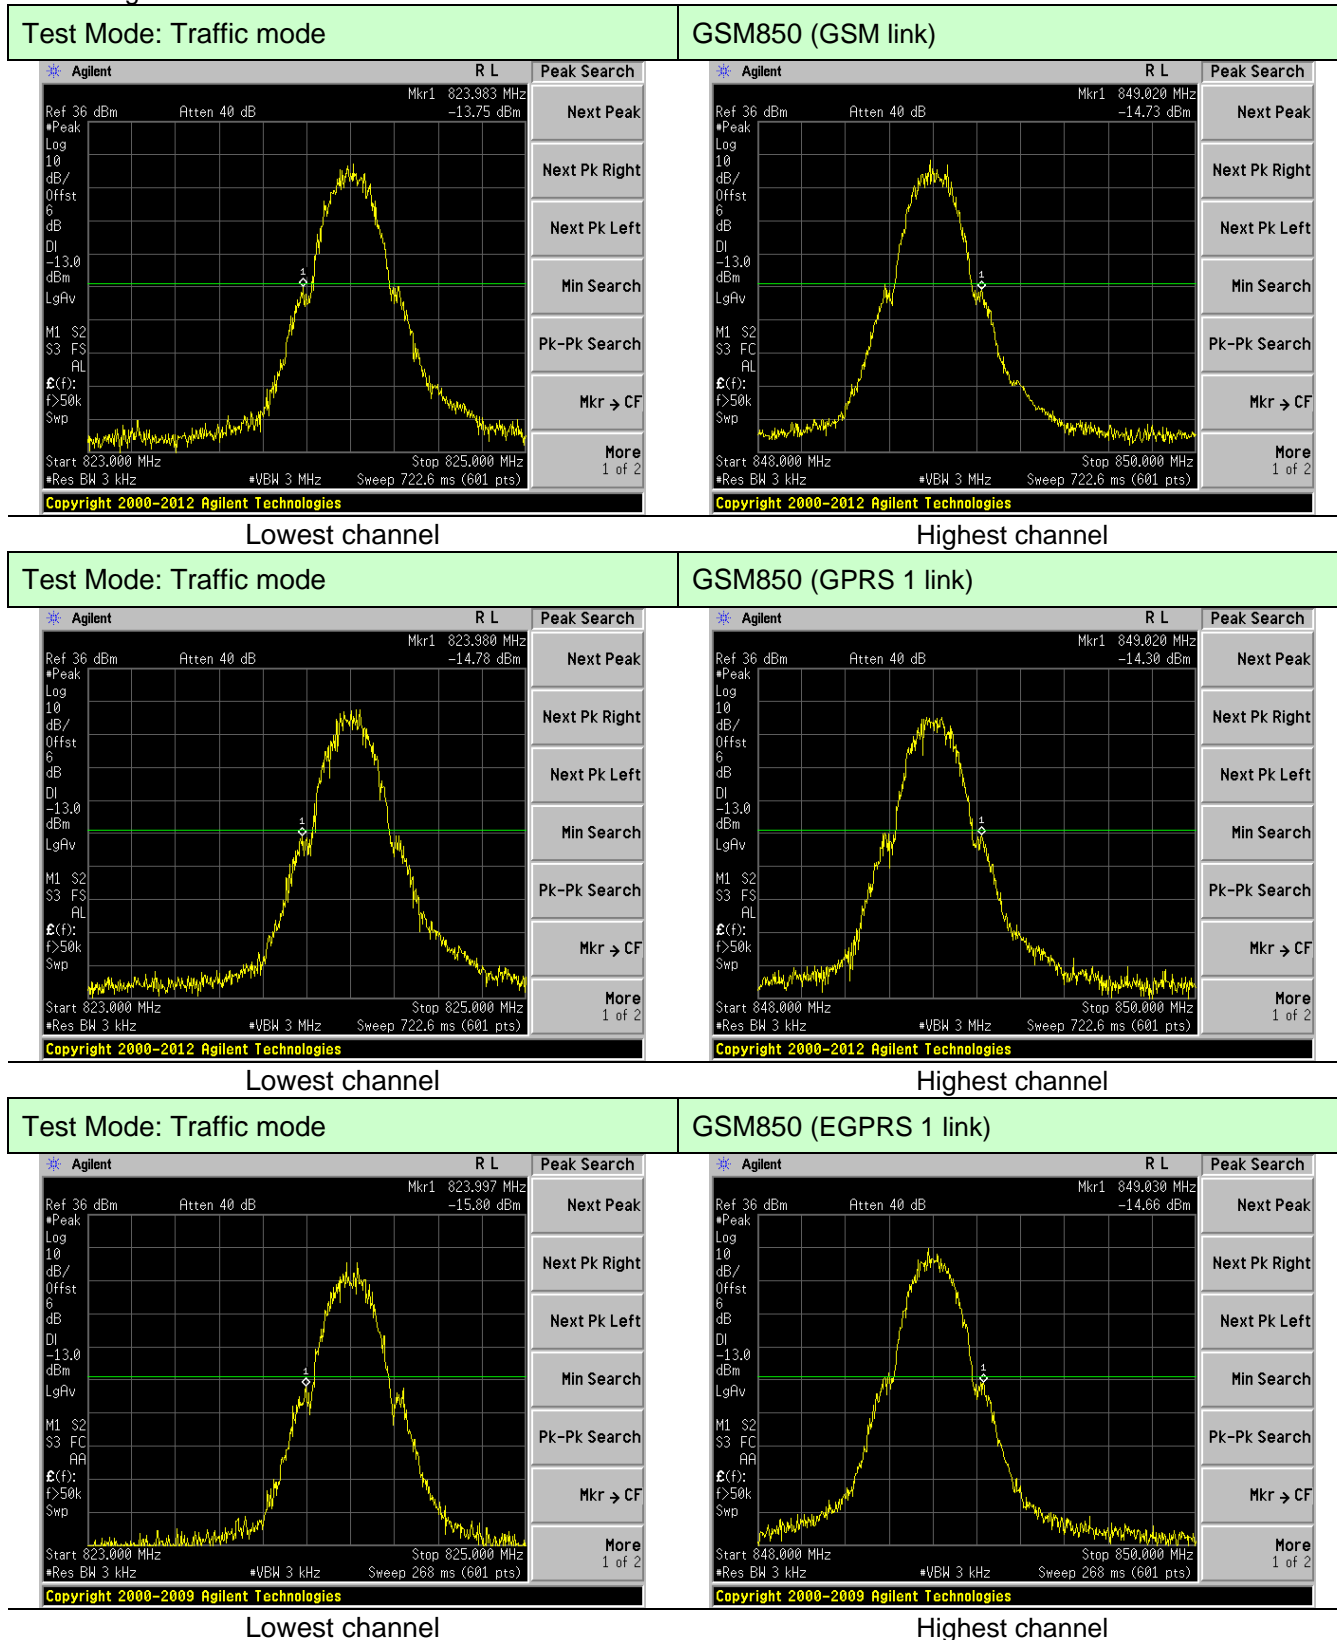 Test Mode: Traffic mode
GSM850 (GSM link)
Agilent R L Peak Search
Mkr1 823.983 MHz
Ref 36 dBm Atten 40 dB -13.75 dBm
#Peak
Log
10
dB/
Offst
6
dB
DI
-13.0
dBm
LgAv
M1 S2
S3 FS
AL
£(f):
f>50k
Swp
1
Start 823.000 MHz Stop 825.000 MHz
#Res BW 3 kHz #VBW 3 MHz Sweep 722.6 ms (601 pts)
Copyright 2000-2012 Agilent Technologies
Next Peak
Next Pk Right
Next Pk Left
Min Search
Pk-Pk Search
Mkr → CF
More
1 of 2
Agilent R L Peak Search
Mkr1 849.020 MHz
Ref 36 dBm Atten 40 dB -14.73 dBm
#Peak
Log
10
dB/
Offst
6
dB
DI
-13.0
dBm
LgAv
M1 S2
S3 FC
AL
£(f):
f>50k
Swp
1
Start 848.000 MHz Stop 850.000 MHz
#Res BW 3 kHz #VBW 3 MHz Sweep 722.6 ms (601 pts)
Copyright 2000-2012 Agilent Technologies
Next Peak
Next Pk Right
Next Pk Left
Min Search
Pk-Pk Search
Mkr → CF
More
1 of 2
Lowest channel
Highest channel
Test Mode: Traffic mode
GSM850 (GPRS 1 link)
Agilent R L Peak Search
Mkr1 823.980 MHz
Ref 36 dBm Atten 40 dB -14.78 dBm
#Peak
Log
10
dB/
Offst
6
dB
DI
-13.0
dBm
LgAv
M1 S2
S3 FS
AL
£(f):
f>50k
Swp
1
Start 823.000 MHz Stop 825.000 MHz
#Res BW 3 kHz #VBW 3 MHz Sweep 722.6 ms (601 pts)
Copyright 2000-2012 Agilent Technologies
Next Peak
Next Pk Right
Next Pk Left
Min Search
Pk-Pk Search
Mkr → CF
More
1 of 2
Agilent R L Peak Search
Mkr1 849.020 MHz
Ref 36 dBm Atten 40 dB -14.30 dBm
#Peak
Log
10
dB/
Offst
6
dB
DI
-13.0
dBm
LgAv
M1 S2
S3 FC
AL
£(f):
f>50k
Swp
1
Start 848.000 MHz Stop 850.000 MHz
#Res BW 3 kHz #VBW 3 MHz Sweep 722.6 ms (601 pts)
Copyright 2000-2012 Agilent Technologies
Next Peak
Next Pk Right
Next Pk Left
Min Search
Pk-Pk Search
Mkr → CF
More
1 of 2
Lowest channel
Highest channel
Test Mode: Traffic mode
GSM850 (EGPRS 1 link)
Agilent R L Peak Search
Mkr1 823.997 MHz
Ref 36 dBm Atten 40 dB -15.80 dBm
#Peak
Log
10
dB/
Offst
6
dB
DI
-13.0
dBm
LgAv
M1 S2
S3 FC
AA
£(f):
f>50k
Swp
1
Start 823.000 MHz Stop 825.000 MHz
#Res BW 3 kHz #VBW 3 kHz Sweep 268 ms (601 pts)
Copyright 2000-2009 Agilent Technologies
Next Peak
Next Pk Right
Next Pk Left
Min Search
Pk-Pk Search
Mkr → CF
More
1 of 2
Agilent R L Peak Search
Mkr1 849.030 MHz
Ref 36 dBm Atten 40 dB -14.66 dBm
#Peak
Log
10
dB/
Offst
6
dB
DI
-13.0
dBm
LgAv
M1 S2
S3 FC
AA
£(f):
f>50k
Swp
1
Start 848.000 MHz Stop 850.000 MHz
#Res BW 3 kHz #VBW 3 kHz Sweep 268 ms (601 pts)
Copyright 2000-2009 Agilent Technologies
Next Peak
Next Pk Right
Next Pk Left
Min Search
Pk-Pk Search
Mkr → CF
More
1 of 2
Lowest channel
Highest channel